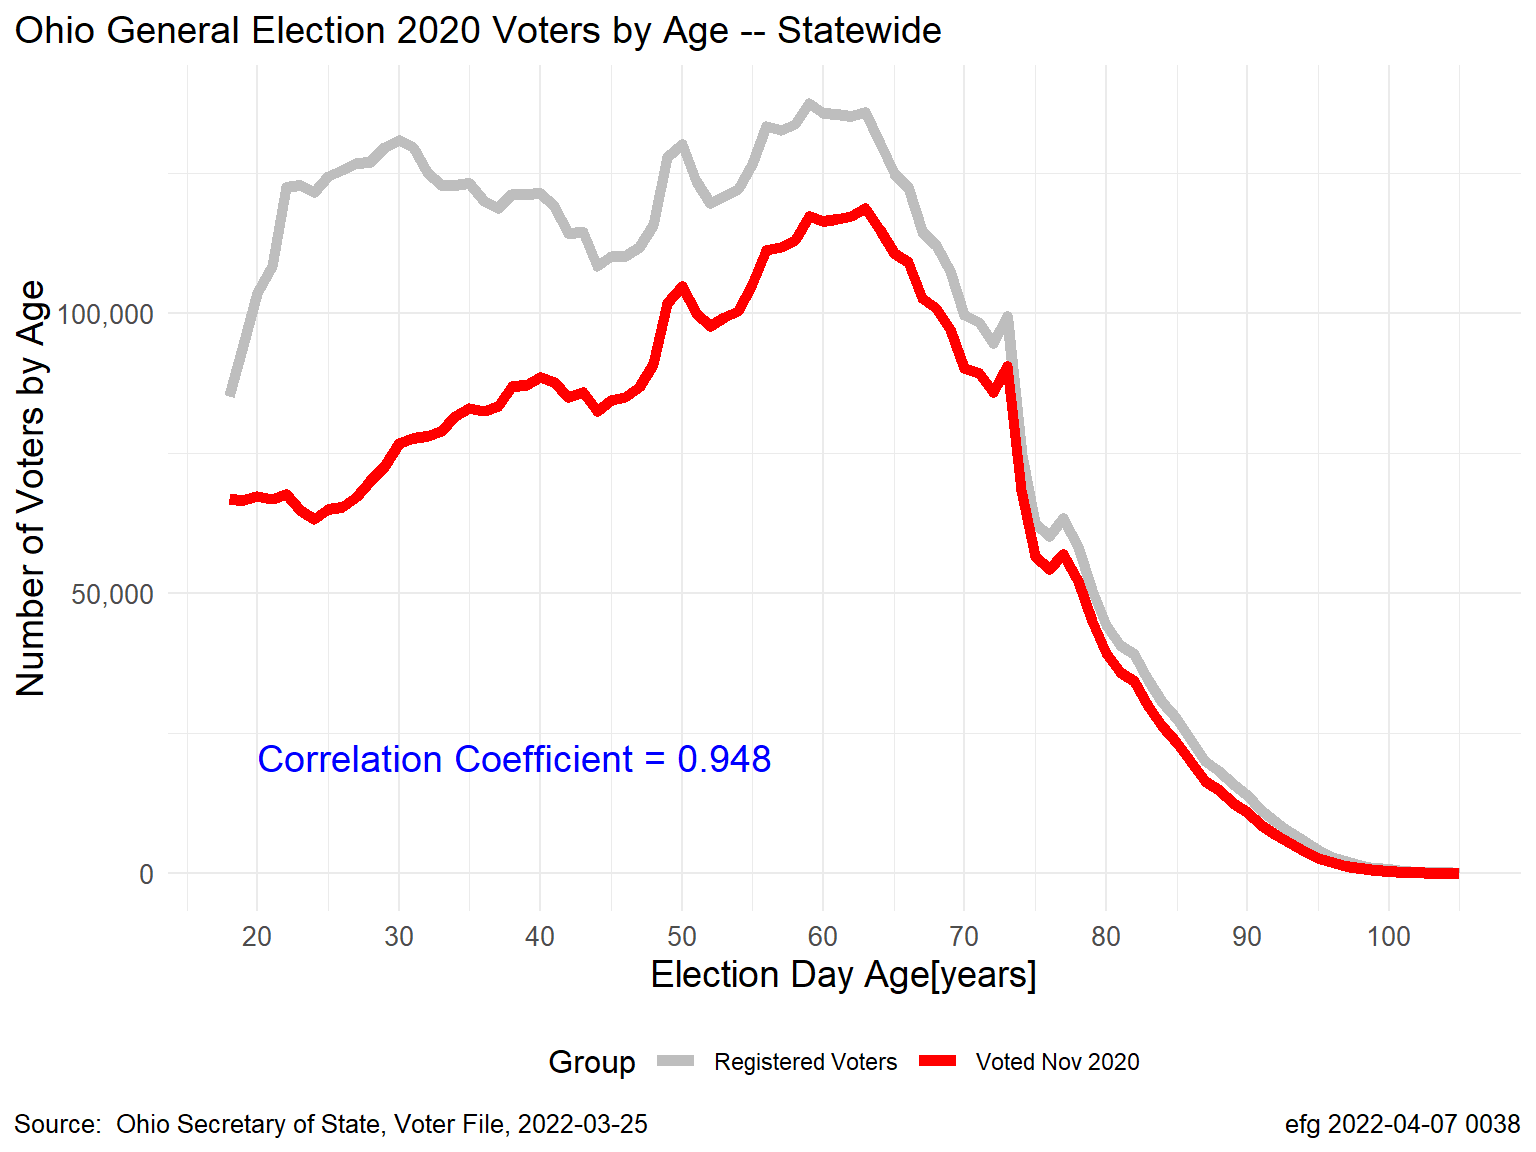 Ohio General Election 2020 Voters by Age -- Statewide
Number of Voters by Age
100,000
50,000
0
Correlation Coefficient = 0.948
20 30 40 50 60 70 80 90 100
Election Day Age[years]
Group Registered Voters Voted Nov 2020
Source:  Ohio Secretary of State, Voter File, 2022-03-25
efg 2022-04-07 0038